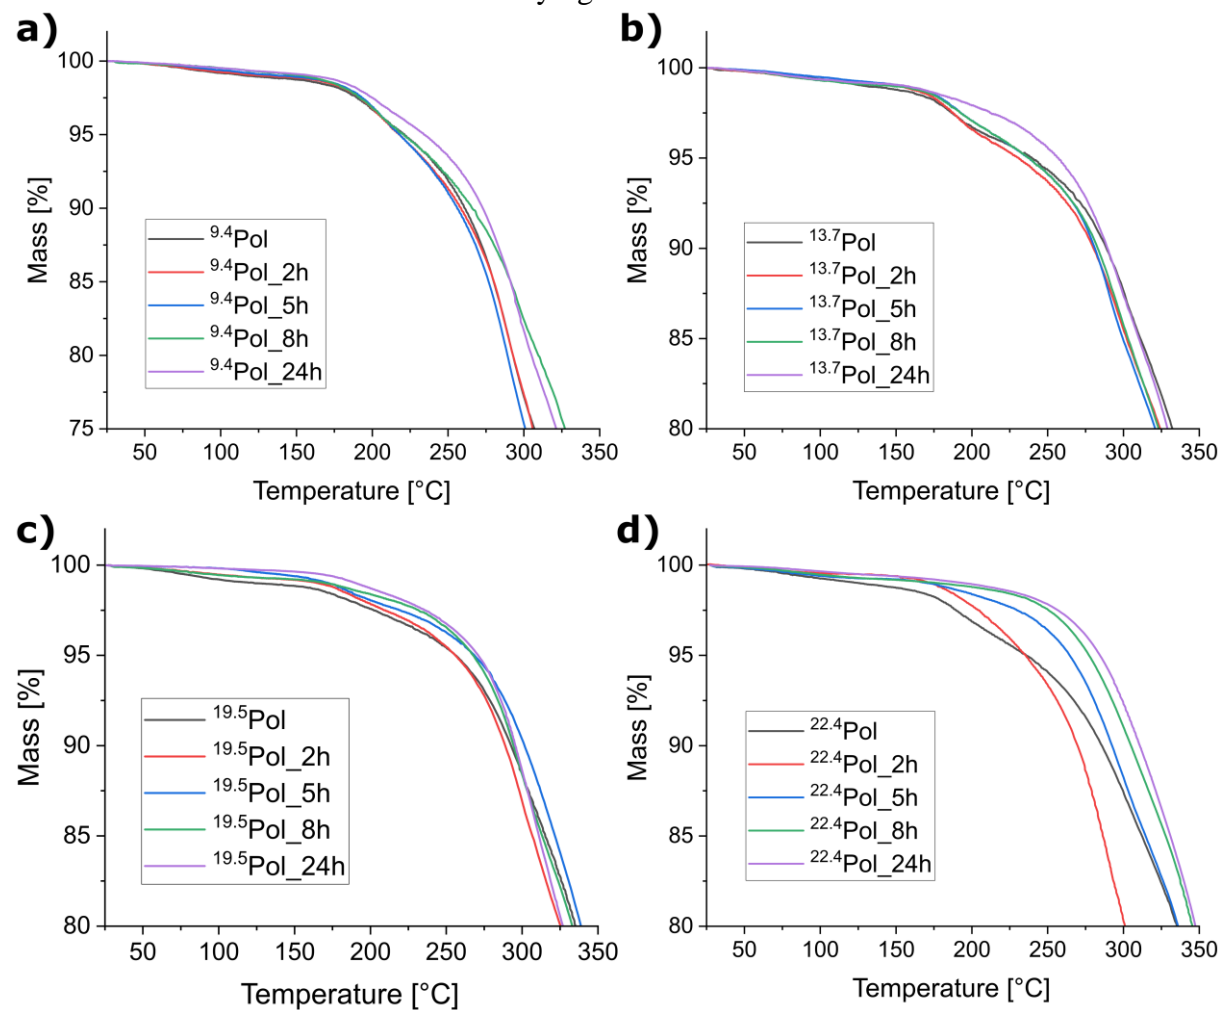 a)
100
95
90
85
80
75
Mass [%]
9.4Pol
9.4Pol_2h
9.4Pol_5h
9.4Pol_8h
9.4Pol_24h
50 100 150 200 250 300 350
Temperature [°C]
b)
100
95
90
85
80
Mass [%]
13.7Pol
13.7Pol_2h
13.7Pol_5h
13.7Pol_8h
13.7Pol_24h
50 100 150 200 250 300 350
Temperature [°C]
c)
100
95
90
85
80
Mass [%]
19.5Pol
19.5Pol_2h
19.5Pol_5h
19.5Pol_8h
19.5Pol_24h
50 100 150 200 250 300 350
Temperature [°C]
d)
100
95
90
85
80
Mass [%]
22.4Pol
22.4Pol_2h
22.4Pol_5h
22.4Pol_8h
22.4Pol_24h
50 100 150 200 250 300 350
Temperature [°C]